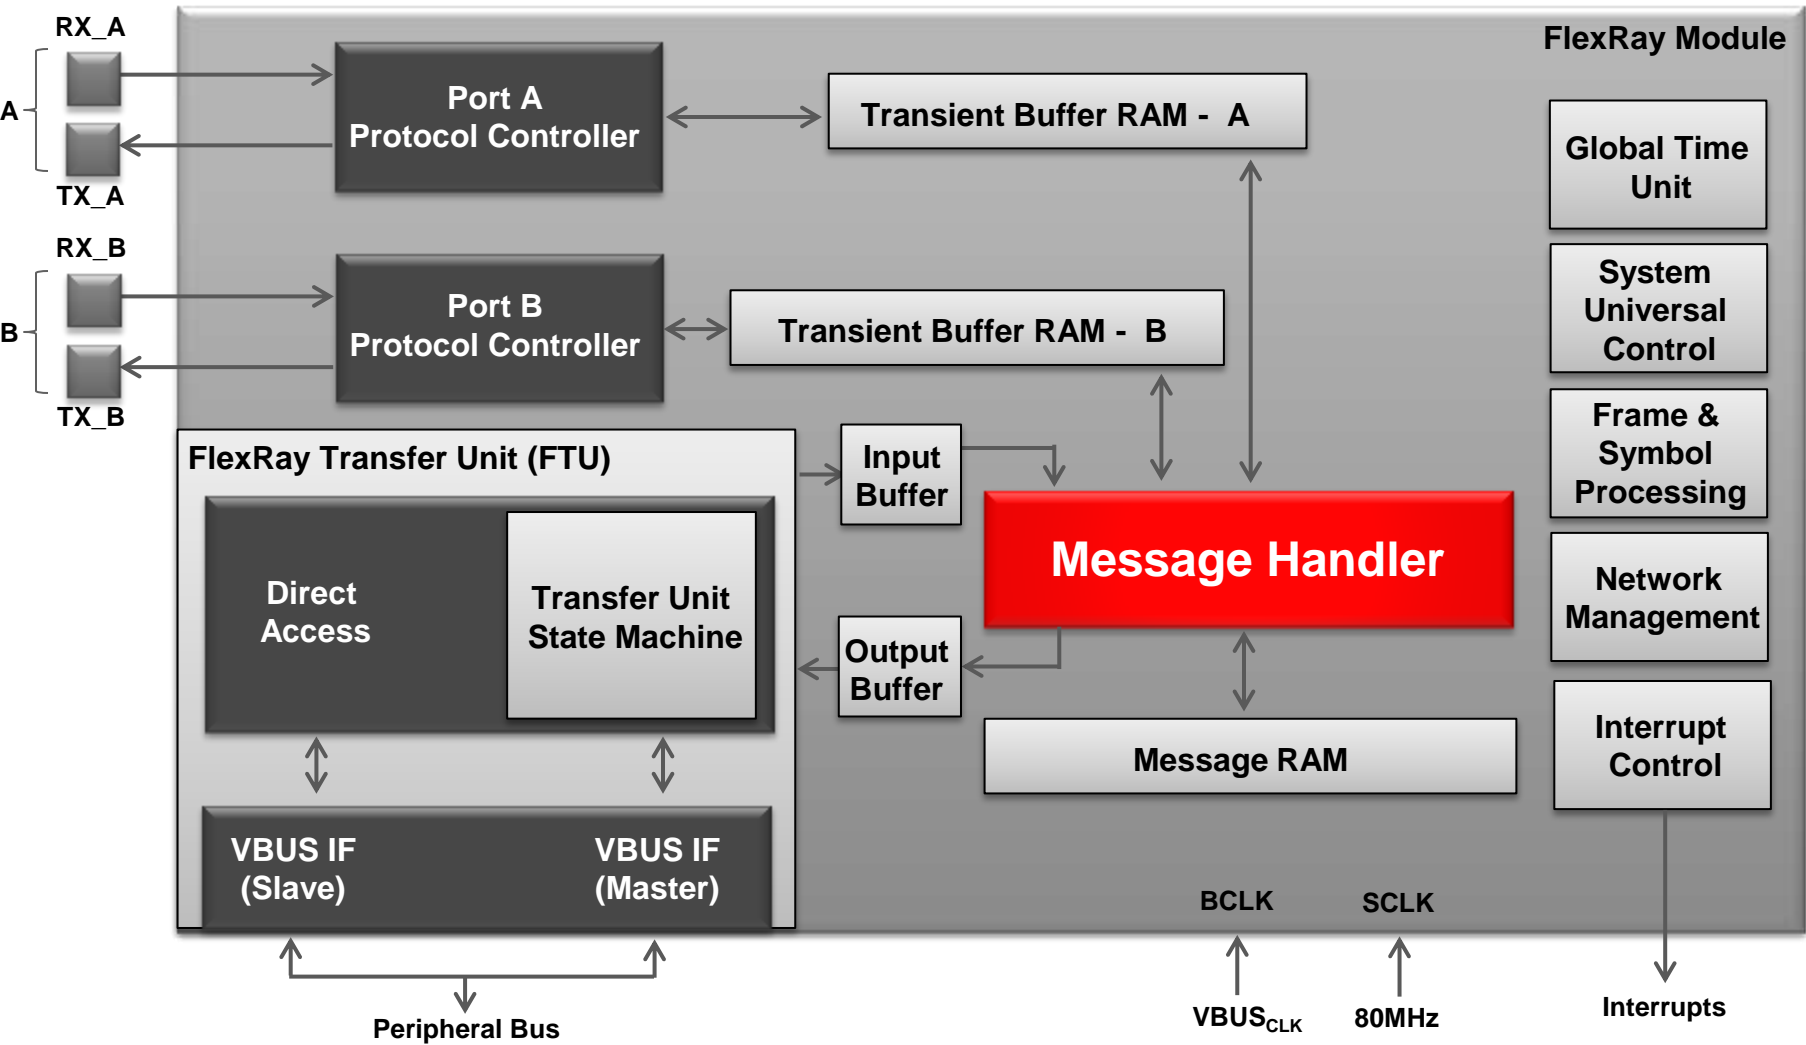 FlexRay Module
RX_A
A
TX_A
Port A
Protocol Controller
Transient Buffer RAM - A
RX_B
B
TX_B
Port B
Protocol Controller
Transient Buffer RAM - B
Global Time
Unit
System
Universal
Control
Frame &
Symbol
Processing
Network
Management
Interrupt
Control
FlexRay Transfer Unit (FTU)
Direct
Access
Transfer Unit
State Machine
Input
Buffer
Output
Buffer
Message Handler
Message RAM
VBUS IF
(Slave)
VBUS IF
(Master)
BCLK
SCLK
Peripheral Bus
VBUSCLK
80MHz
Interrupts